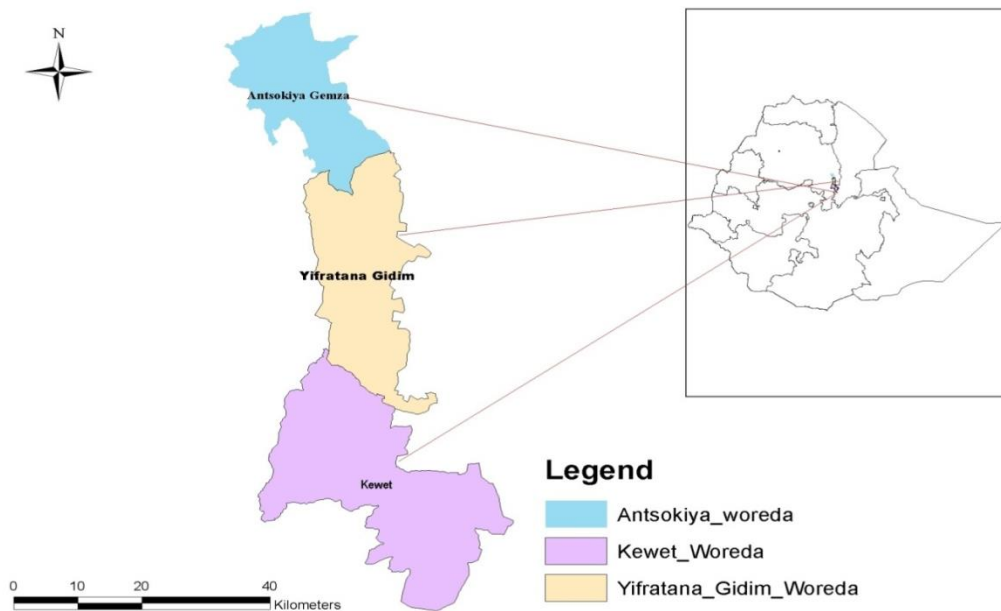 N
Antsokiya Gemza
Yifratana Gidim
Kewet
Legend
Antsokiya_woreda
Kewet_Woreda
Yifratana_Gidim_Woreda
0 10 20 40
Kilometers